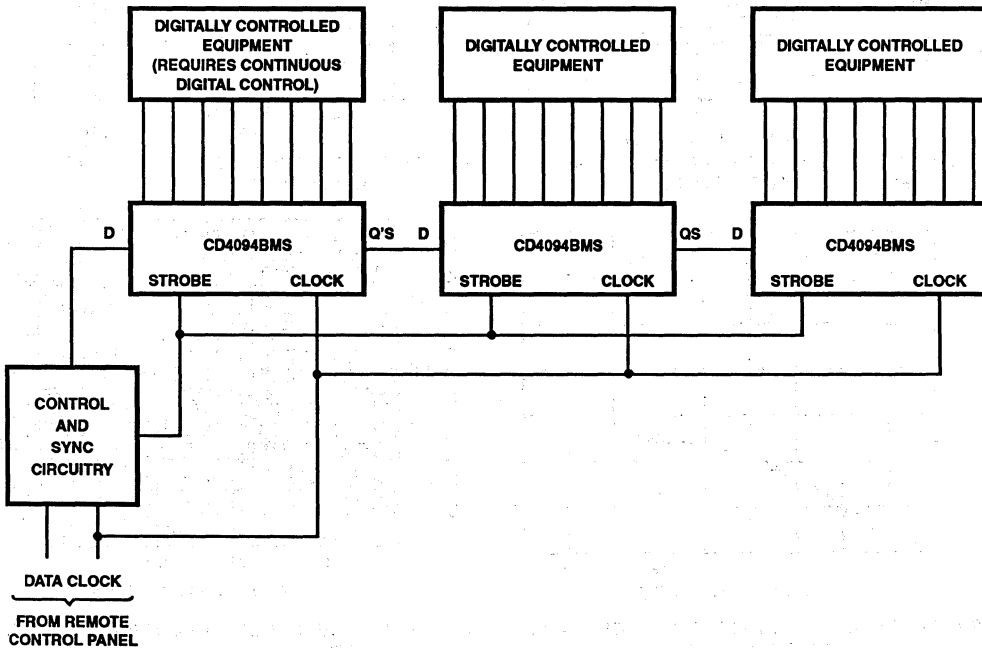 DIGITALLY CONTROLLED
EQUIPMENT
(REQUIRES CONTINUOUS
DIGITAL CONTROL)
DIGITALLY CONTROLLED
EQUIPMENT
DIGITALLY CONTROLLED
EQUIPMENT
D
CD4094BMS
STROBE
CLOCK
Q'S
D
CD4094BMS
STROBE
CLOCK
QS
D
CD4094BMS
STROBE
CLOCK
CONTROL
AND
SYNC
CIRCUITRY
DATA CLOCK
FROM REMOTE
CONTROL PANEL